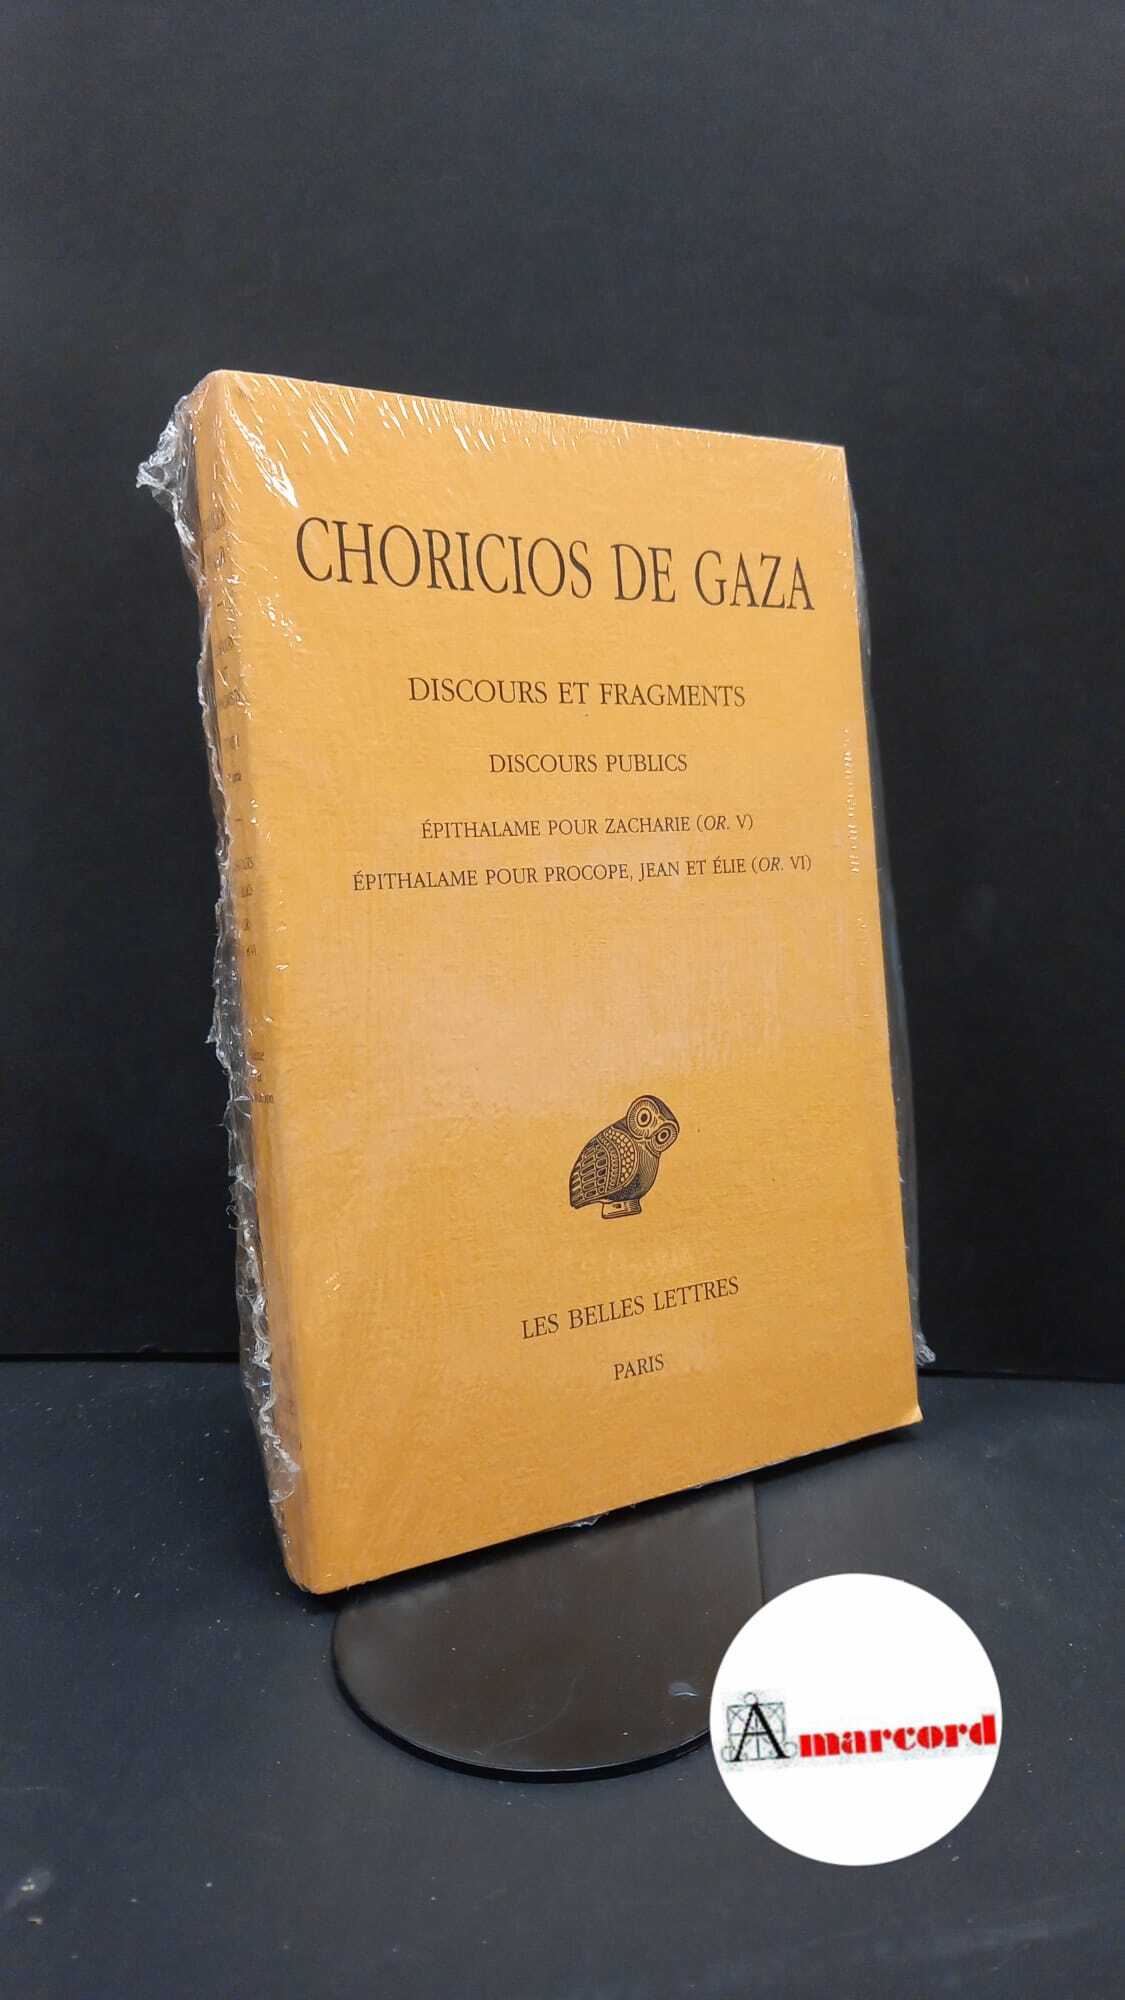 CHORICIOS DE GAZA
DISCOURS ET FRAGMENTS
DISCOURS PUBLICS
ÉPITHALAME POUR ZACHARIE (OR. V)
ÉPITHALAME POUR PROCOPE, JEAN ET ÉLIE (OR. VI)
LES BELLES LETTRES
PARIS
Amarcord